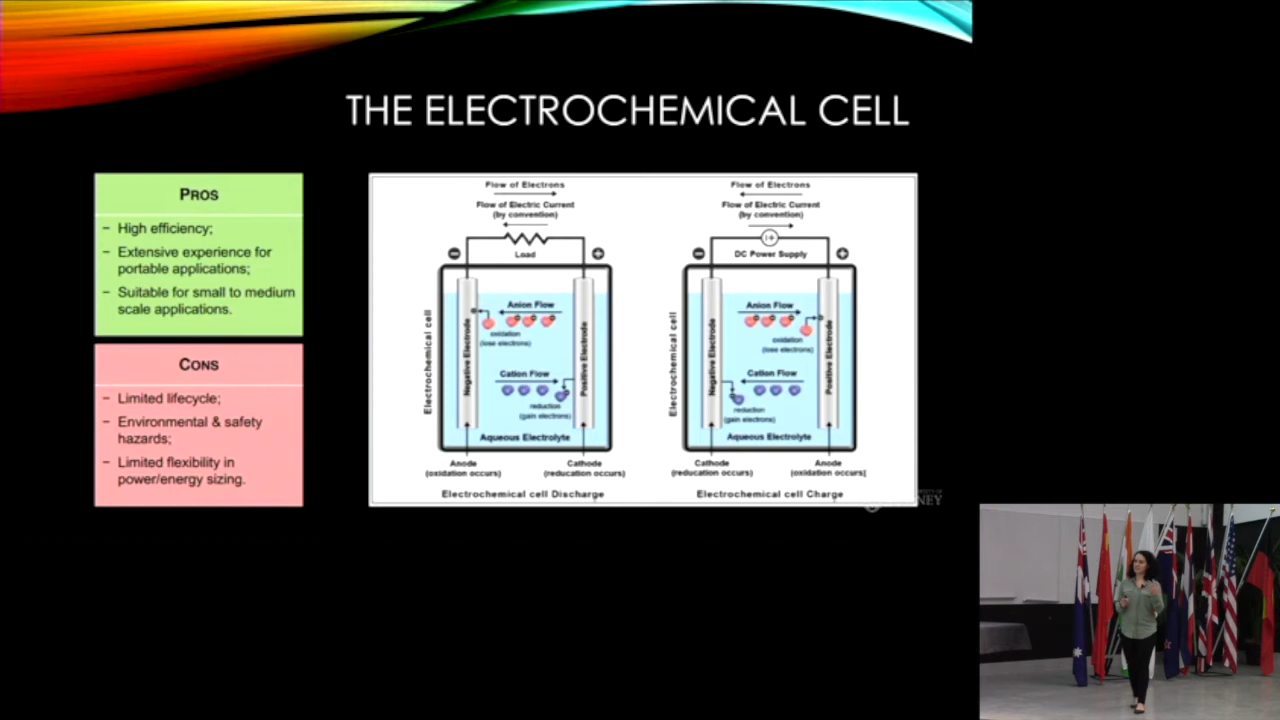 THE ELECTROCHEMICAL CELL
PROS
– High efficiency;
– Extensive experience for
portable applications;
– Suitable for small to medium
scale applications.
CONS
– Limited lifecycle;
– Environmental & safety
hazards;
– Limited flexibility in
power/energy sizing.
Flow of Electrons
Flow of Electric Current
(by convention)
Load
Electrochemical cell
Negative Electrode
Anion Flow
oxidation
(lose electrons)
Cation Flow
reduction
(gain electrons)
Positive Electrode
Aqueous Electrolyte
Anode
(oxidation occurs)
Cathode
(reducation occurs)
Electrochemical cell Discharge
Flow of Electrons
Flow of Electric Current
(by convention)
DC Power Supply
Electrochemical cell
Negative Electrode
Anion Flow
oxidation
(lose electrons)
Cation Flow
reduction
(gain electrons)
Positive Electrode
Aqueous Electrolyte
Cathode
(reducation occurs)
Anode
(oxidation occurs)
Electrochemical cell Charge